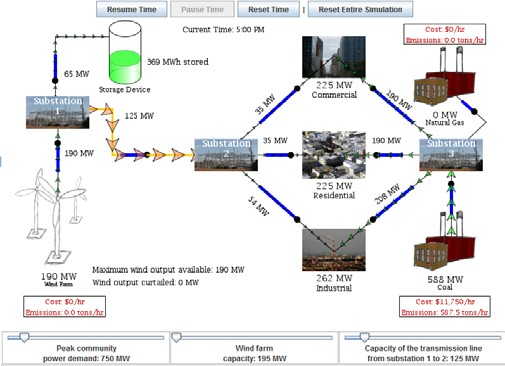 Resume Time
Pause Time
Reset Time
Reset Entire Simulation
Current Time: 5:00 PM
Cost: $0/hr
Emissions: 0.0 tons/hr
369 MWh stored
Storage Device
65 MW
Substation
1
125 MW
190 MW
35 MW
225 MW
Commercial
190 MW
0 MW
Natural Gas
Substation
2
35 MW
190 MW
Substation
3
225 MW
Residential
54 MW
208 MW
190 MW
Wind Farm
Maximum wind output available: 190 MW
Wind output curtailed: 0 MW
262 MW
Industrial
588 MW
Coal
Cost: $0/hr
Emissions: 0.0 tons/hr
Cost: $11,750/hr
Emissions: 587.5 tons/hr
Peak community
power demand: 750 MW
Wind farm
capacity: 195 MW
Capacity of the transmission line
from substation 1 to 2: 125 MW